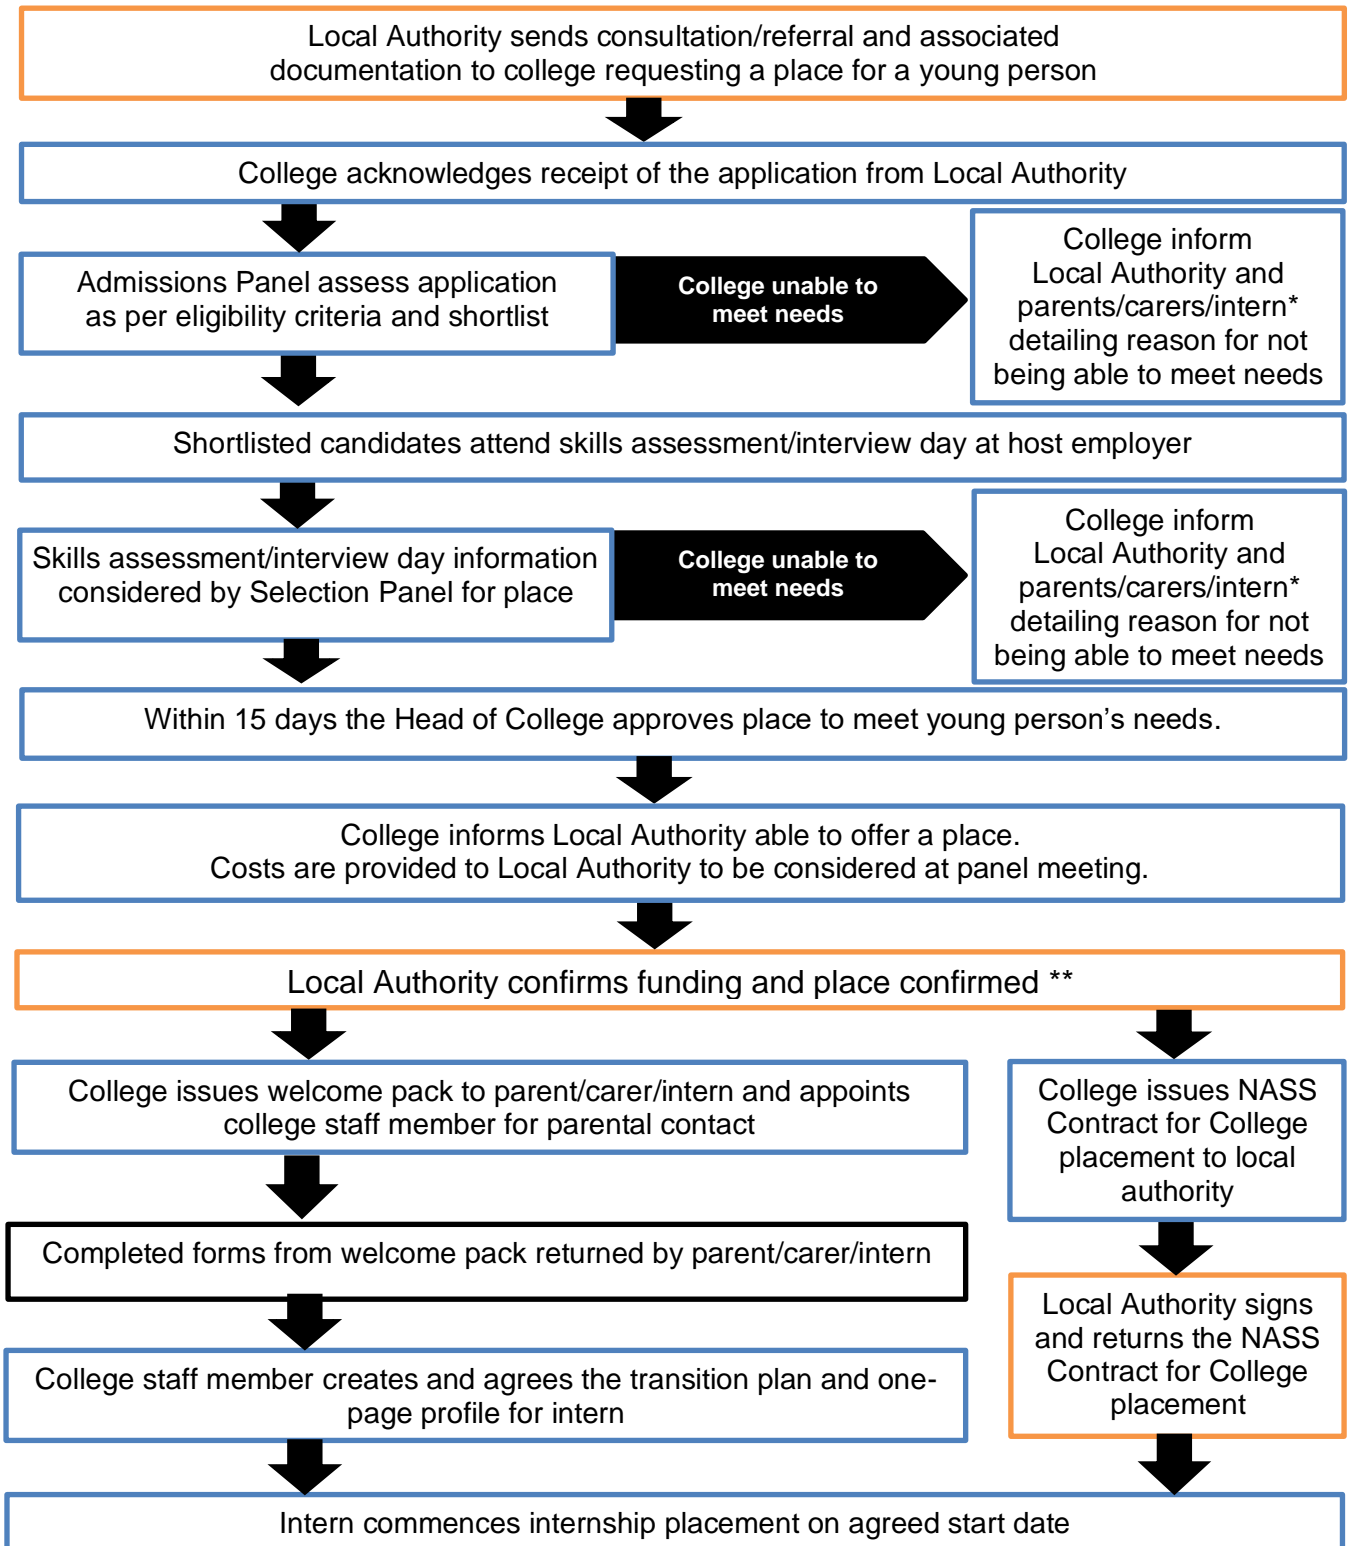 Local Authority sends consultation/referral and associated
documentation to college requesting a place for a young person
College acknowledges receipt of the application from Local Authority
Admissions Panel assess application
as per eligibility criteria and shortlist
College unable to
meet needs
College inform
Local Authority and
parents/carers/intern*
detailing reason for not
being able to meet needs
Shortlisted candidates attend skills assessment/interview day at host employer
Skills assessment/interview day information
considered by Selection Panel for place
College unable to
meet needs
College inform
Local Authority and
parents/carers/intern*
detailing reason for not
being able to meet needs
Within 15 days the Head of College approves place to meet young person’s needs.
College informs Local Authority able to offer a place.
Costs are provided to Local Authority to be considered at panel meeting.
Local Authority confirms funding and place confirmed **
College issues welcome pack to parent/carer/intern and appoints
college staff member for parental contact
College issues NASS
Contract for College
placement to local
authority
Completed forms from welcome pack returned by parent/carer/intern
Local Authority signs
and returns the NASS
Contract for College
placement
College staff member creates and agrees the transition plan and one-
page profile for intern
Intern commences internship placement on agreed start date